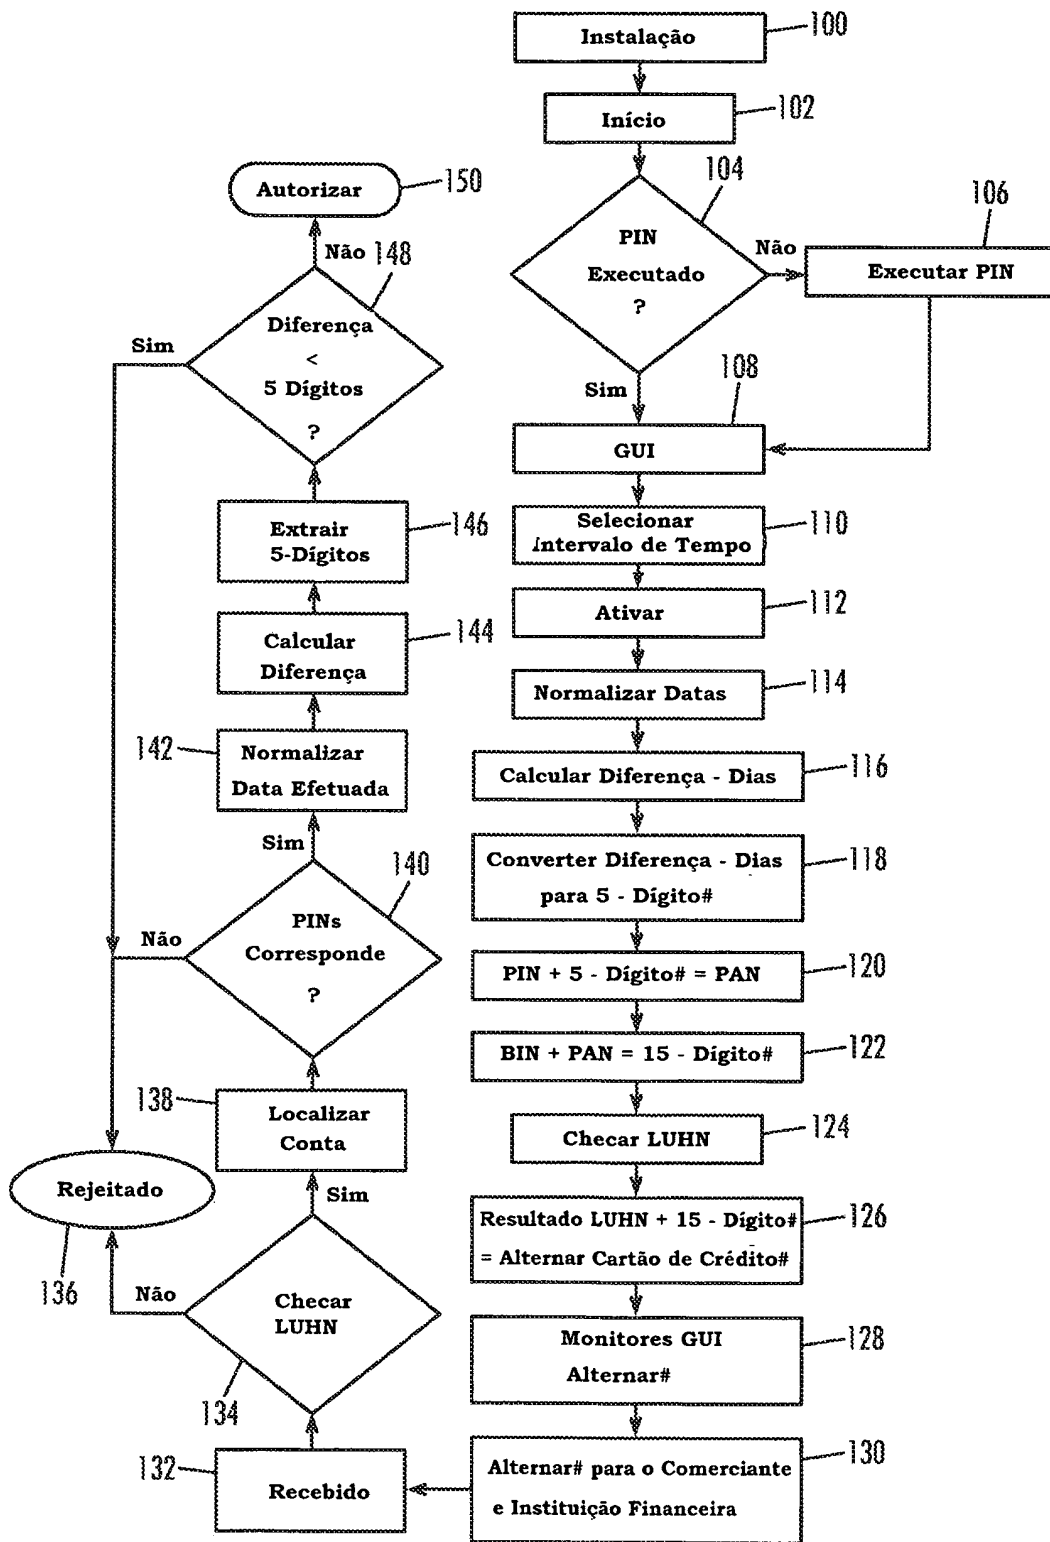 Instalação
100
Início
102
PIN
Executado
?
104
Não
Executar PIN
106
Sim
GUI
108
Selecionar
Intervalo de Tempo
110
Ativar
112
Normalizar Datas
114
Calcular Diferença - Dias
116
Converter Diferença - Dias
para 5 - Dígito#
118
PIN + 5 - Dígito# = PAN
120
BIN + PAN = 15 - Dígito#
122
Checar LUHN
124
Resultado LUHN + 15 - Dígito#
= Alternar Cartão de Crédito#
126
Monitores GUI
Alternar#
128
Alternar# para o Comerciante
e Instituição Financeira
130
Recebido
132
Checar
LUHN
134
Não
Rejeitado
136
Sim
Localizar
Conta
138
PINs
Corresponde
?
140
Não
Sim
Normalizar
Data Efetuada
142
Calcular
Diferença
144
Extrair
5-Dígitos
146
Diferença
<
5 Dígitos
?
148
Sim
Não
Autorizar
150